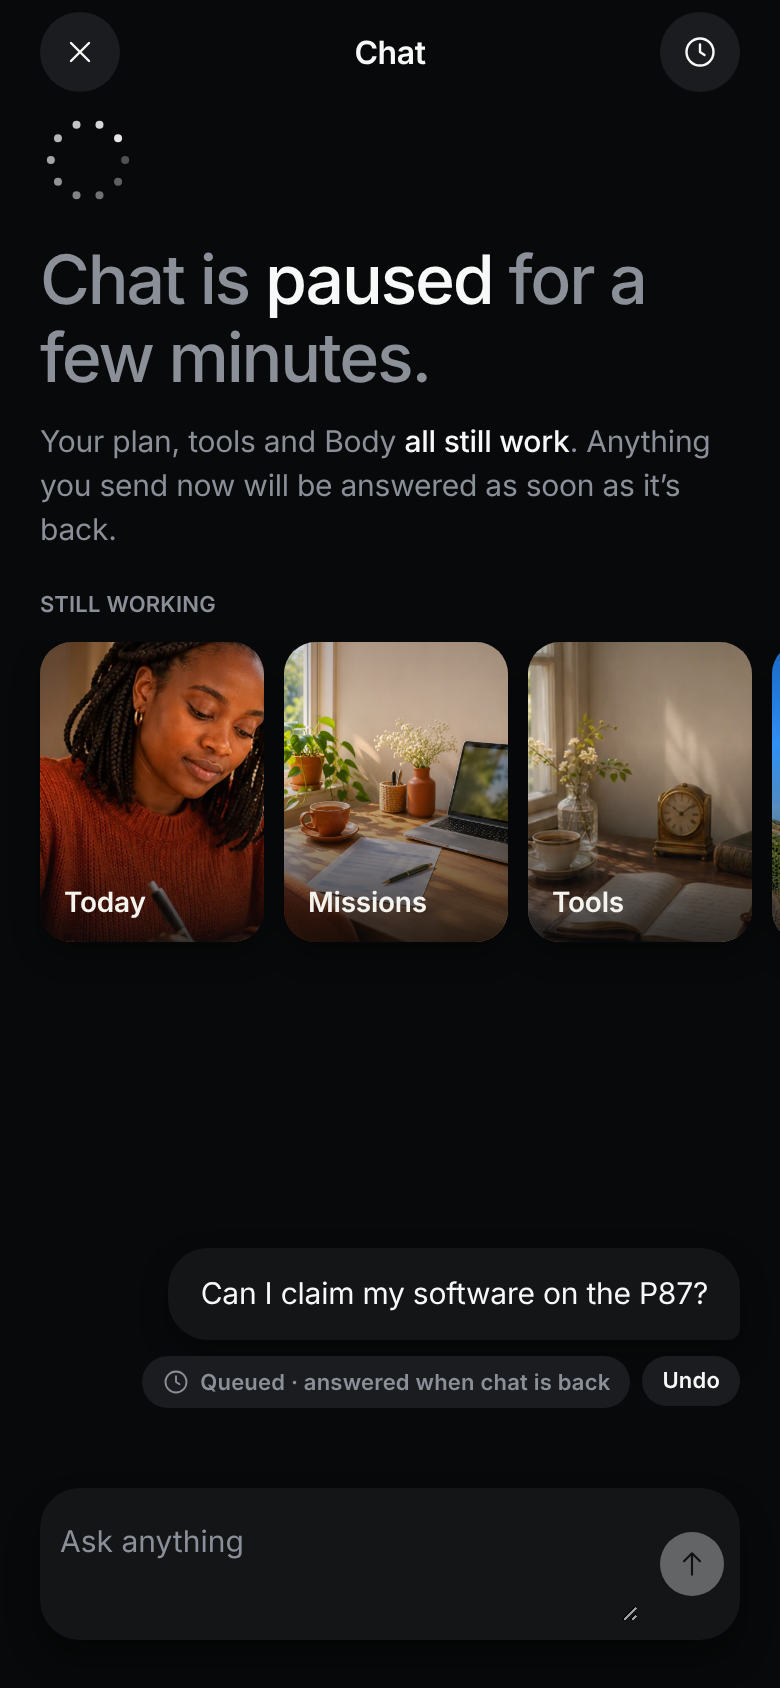 Chat
Chat is paused for a
few minutes.
Your plan, tools and Body all still work. Anything
you send now will be answered as soon as it’s
back.
STILL WORKING
Today
Missions
Tools
Can I claim my software on the P87?
Queued · answered when chat is back
Undo
Ask anything